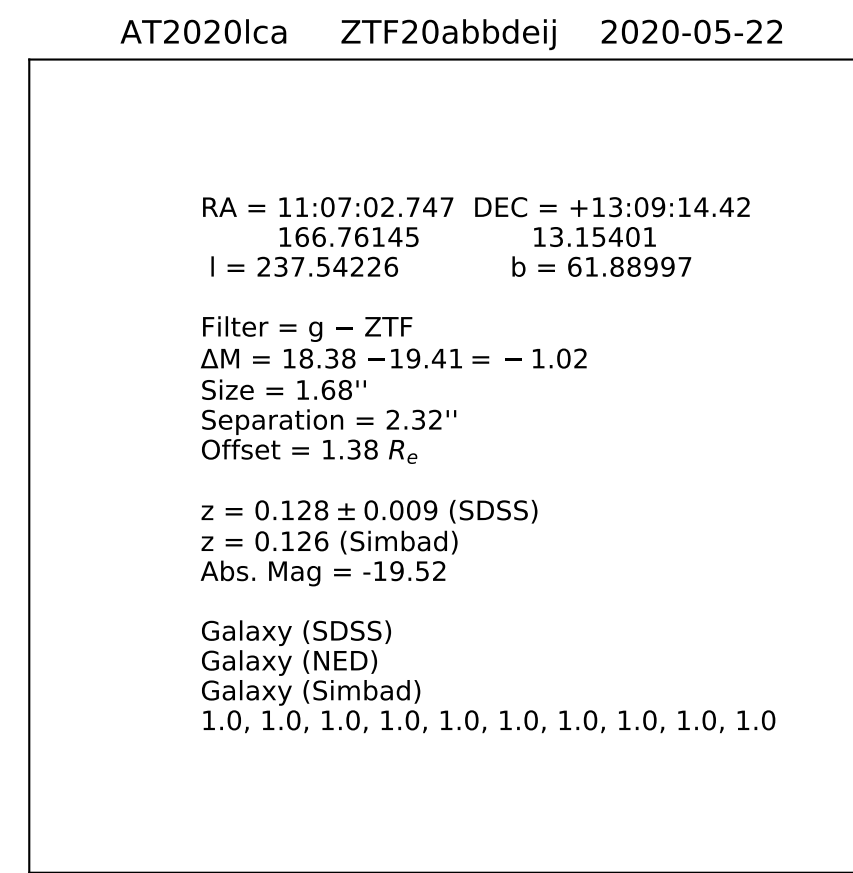 AT2020lca ZTF20abbdeij 2020-05-22
RA = 11:07:02.747 DEC = +13:09:14.42
166.76145 13.15401
l = 237.54226 b = 61.88997
Filter = g − ZTF
ΔM = 18.38 −19.41 = − 1.02
Size = 1.68''
Separation = 2.32''
Offset = 1.38 Re
z = 0.128 ± 0.009 (SDSS)
z = 0.126 (Simbad)
Abs. Mag = -19.52
Galaxy (SDSS)
Galaxy (NED)
Galaxy (Simbad)
1.0, 1.0, 1.0, 1.0, 1.0, 1.0, 1.0, 1.0, 1.0, 1.0